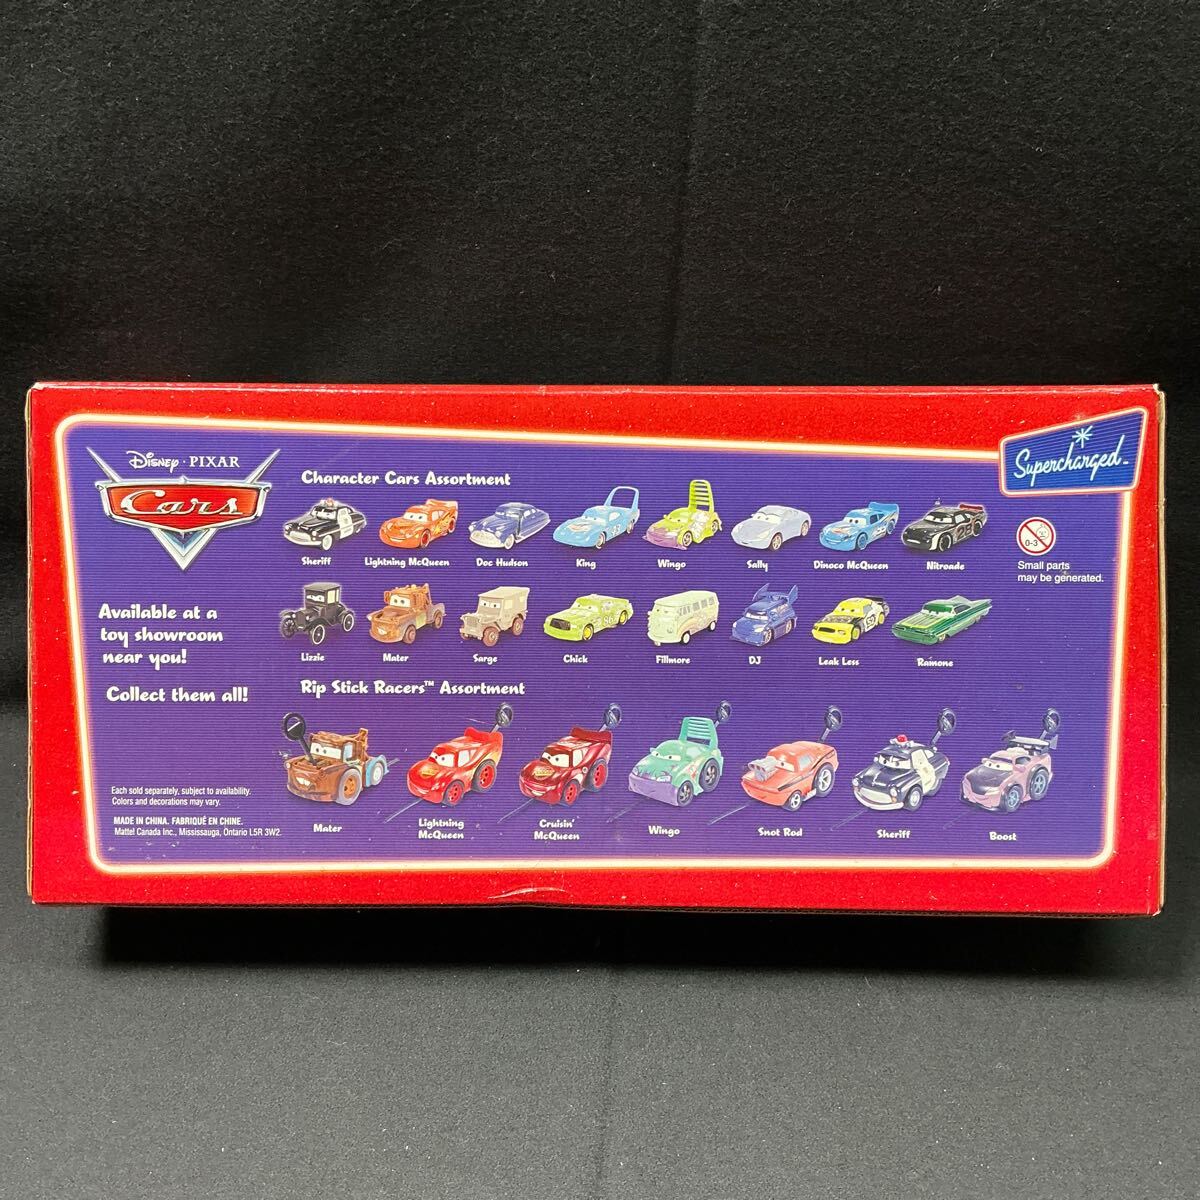 Disney · PIXAR
Cars
Supercharged™
Character Cars Assortment
Sheriff
Lightning McQueen
Doc Hudson
King
Wingo
Sally
Dinoco McQueen
Nitroade
0-3
Small parts
may be generated.
Available at a
toy showroom
near you!
Collect them all!
Lizzie
Mater
Sarge
Chick
Fillmore
DJ
Leak Less
Ramone
Rip Stick Racers™ Assortment
Mater
Lightning
McQueen
Cruisin'
McQueen
Wingo
Snot Rod
Sheriff
Boost
Each sold separately, subject to availability.
Colors and decorations may vary.
MADE IN CHINA. FABRIQUÉ EN CHINE.
Mattel Canada Inc., Mississauga, Ontario L5R 3W2.